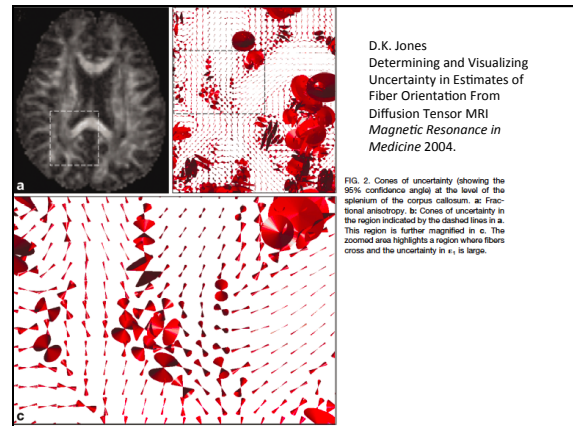 D.K. Jones
Determining and Visualizing
Uncertainty in Estimates of
Fiber Orientation From
Diffusion Tensor MRI
Magnetic Resonance in
Medicine 2004.
a
FIG. 2. Cones of uncertainty (showing the
95% confidence angle) at the level of the
splenium of the corpus callosum. a: Frac-
tional anisotropy. b: Cones of uncertainty in
the region indicated by the dashed lines in a.
This region is further magnified in c. The
zoomed area highlights a region where fibers
cross and the uncertainty in ε₁ is large.
c